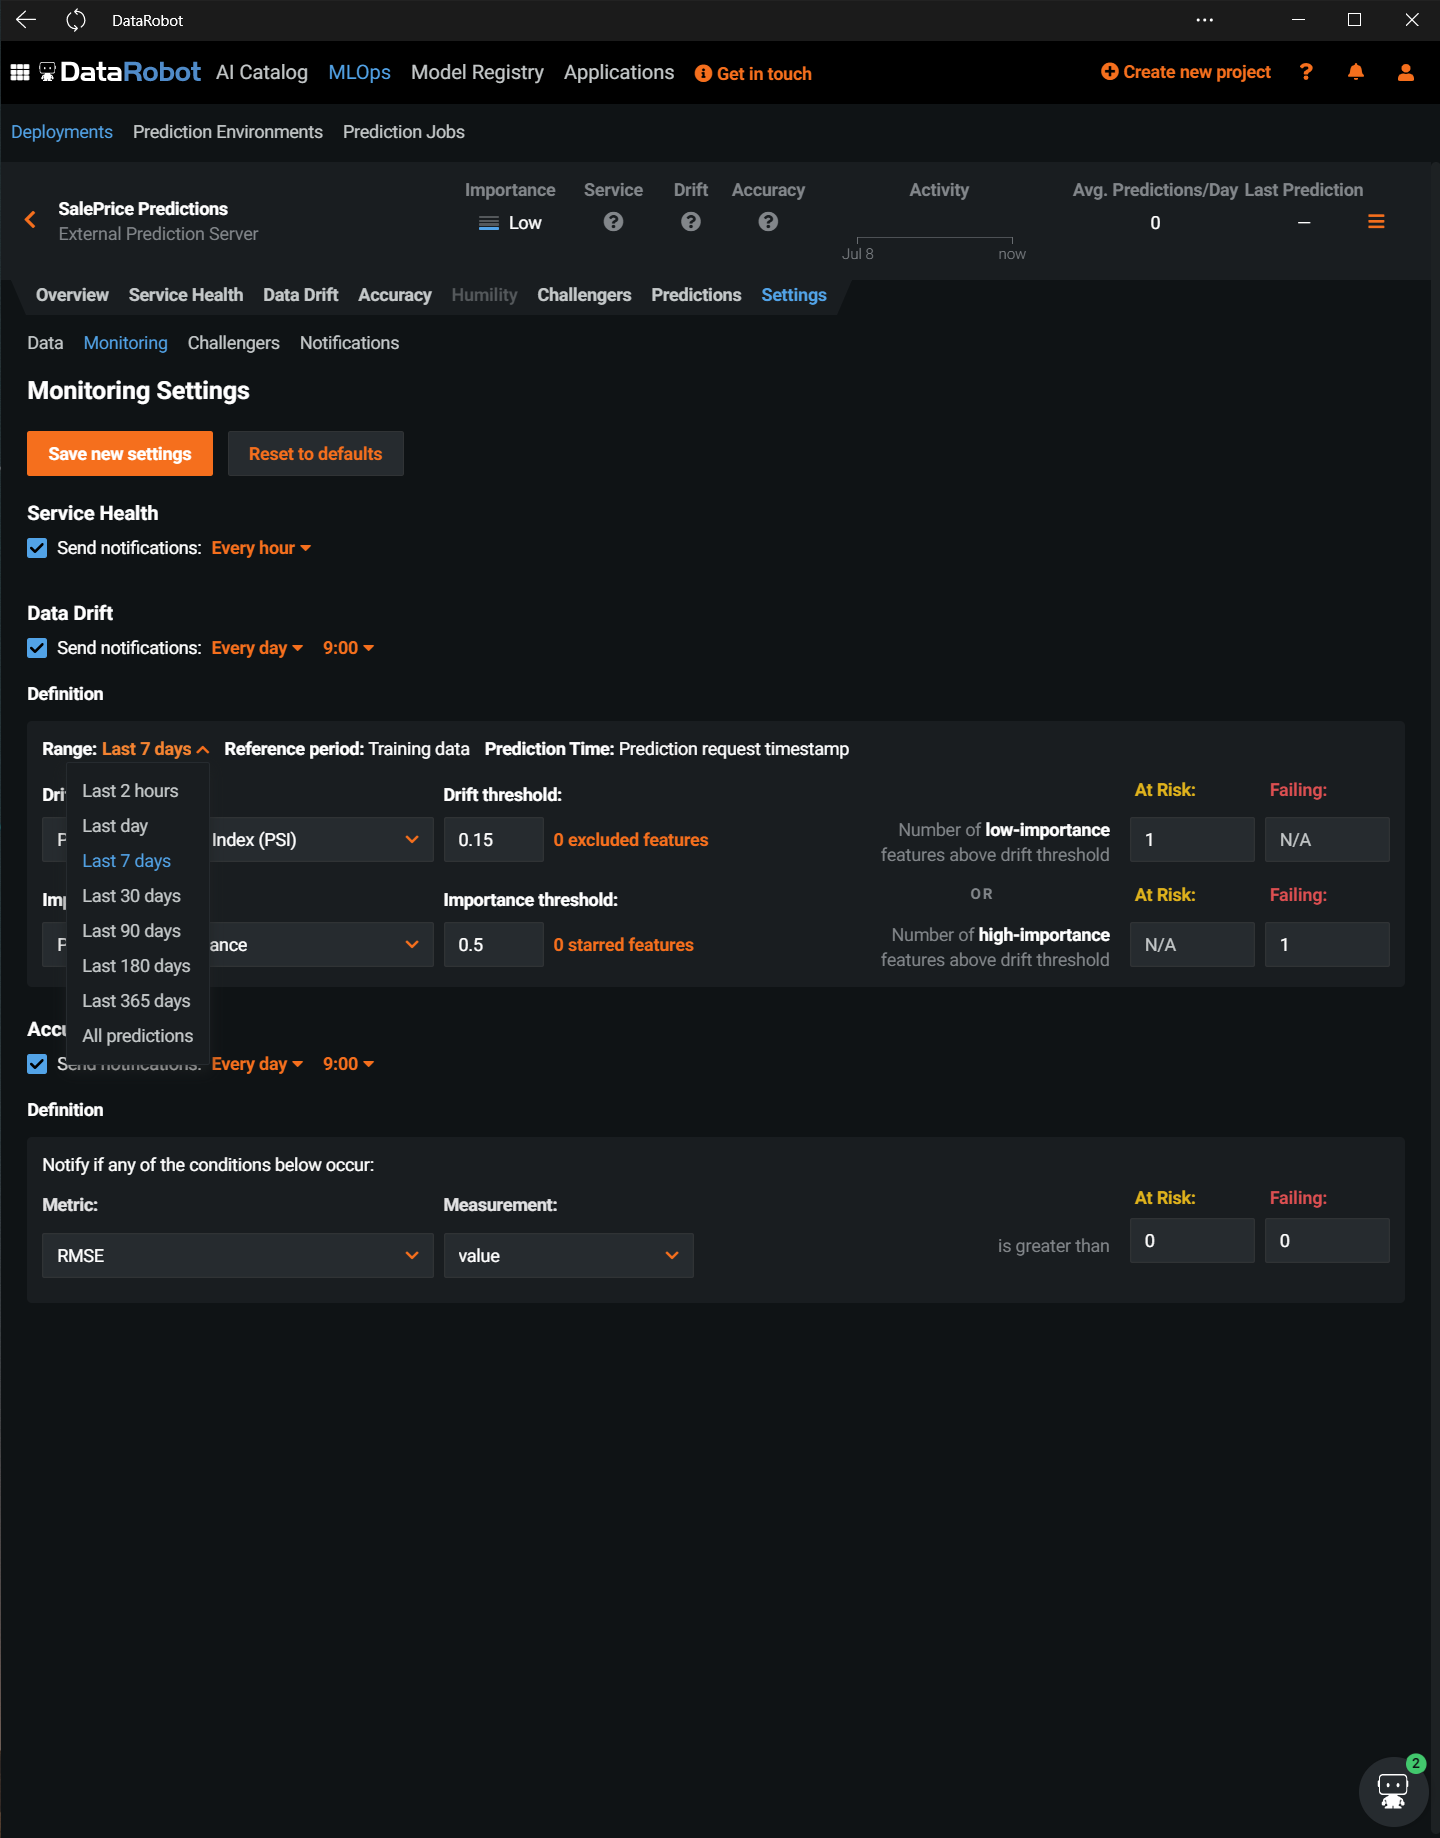 DataRobot
DataRobot AI Catalog MLOps Model Registry Applications Get in touch Create new project ?
Deployments Prediction Environments Prediction Jobs
SalePrice Predictions
External Prediction Server
Importance Service Drift Accuracy Activity Avg. Predictions/Day Last Prediction
Low ? ? ? 0 —
Jul 8 now
Overview Service Health Data Drift Accuracy Humility Challengers Predictions Settings
Data Monitoring Challengers Notifications
Monitoring Settings
Save new settings Reset to defaults
Service Health
Send notifications: Every hour
Data Drift
Send notifications: Every day 9:00
Definition
Range: Last 7 days Reference period: Training data Prediction Time: Prediction request timestamp
Last 2 hours
Last day
Last 7 days
Last 30 days
Last 90 days
Last 180 days
Last 365 days
All predictions
Drift threshold:
Index (PSI) 0.15 0 excluded features
Number of low-importance
features above drift threshold
At Risk: Failing:
1 N/A
OR
Importance threshold:
ance 0.5 0 starred features
Number of high-importance
features above drift threshold
At Risk: Failing:
N/A 1
Every day 9:00
Definition
Notify if any of the conditions below occur:
Metric: Measurement: At Risk: Failing:
RMSE value is greater than 0 0
2